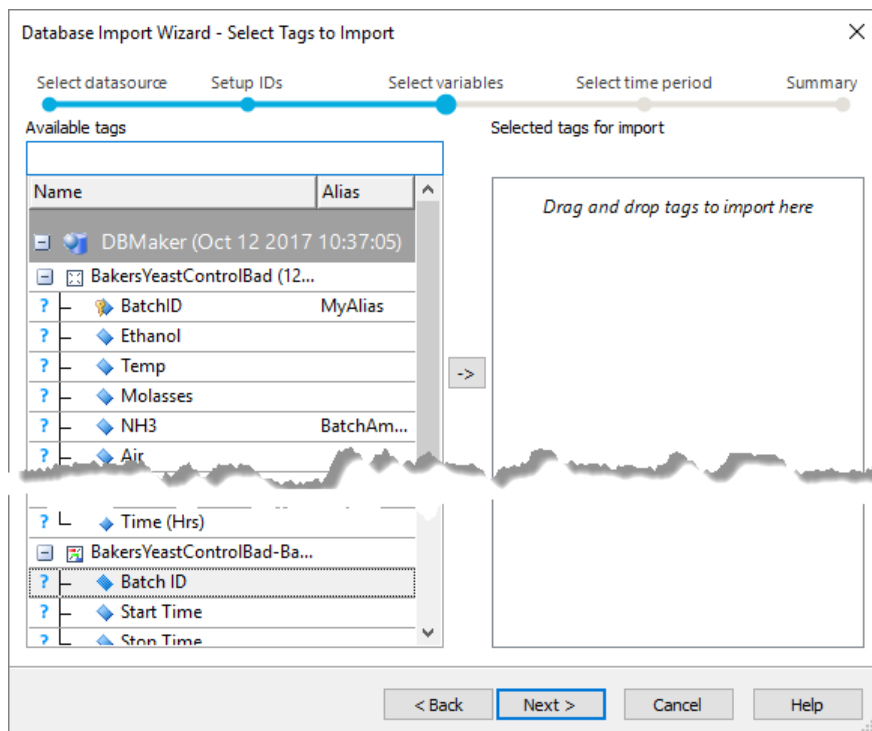 Database Import Wizard - Select Tags to Import
Select datasource Setup IDs Select variables Select time period Summary
Available tags
Selected tags for import
Name Alias
Drag and drop tags to import here
DBMaker (Oct 12 2017 10:37:05)
BakersYeastControlBad (12...
? BatchID MyAlias
? Ethanol
? Temp
? Molasses
->
? NH3 BatchAm...
? Air
? Time (Hrs)
BakersYeastControlBad-Ba...
? Batch ID
? Start Time
? Stop Time
< Back Next > Cancel Help